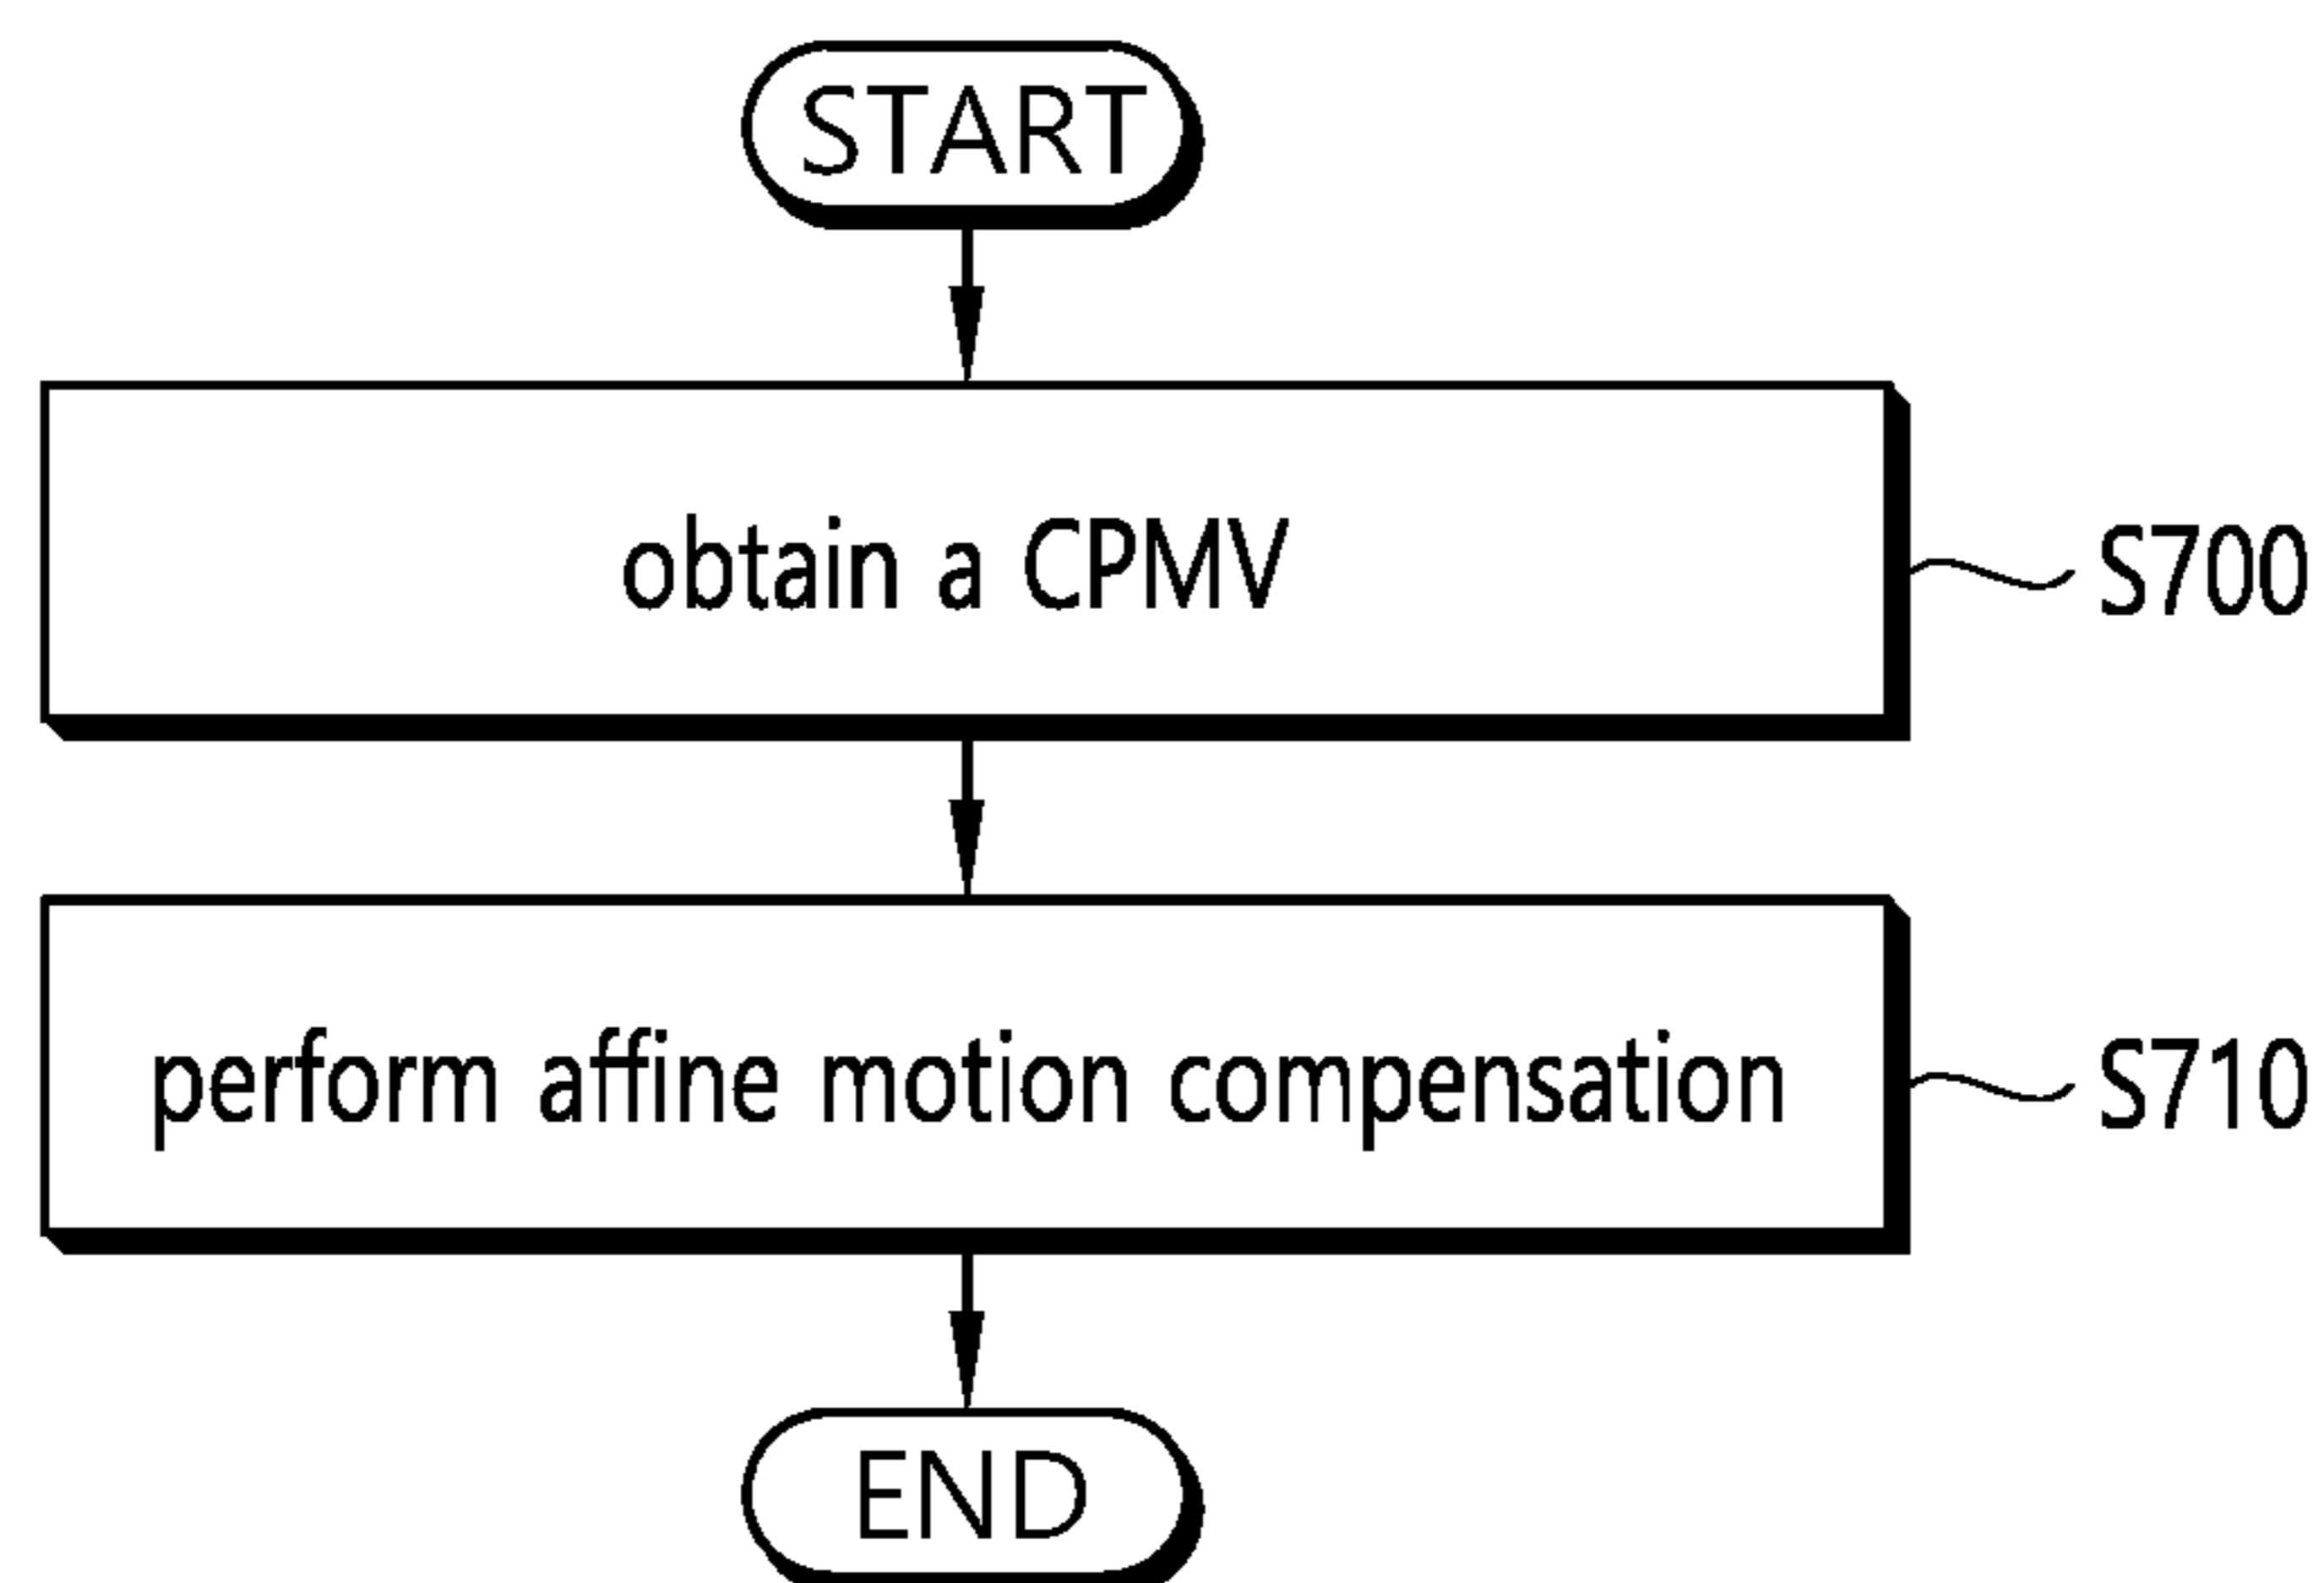 START
obtain a CPMV
S700
perform affine motion compensation
S710
END